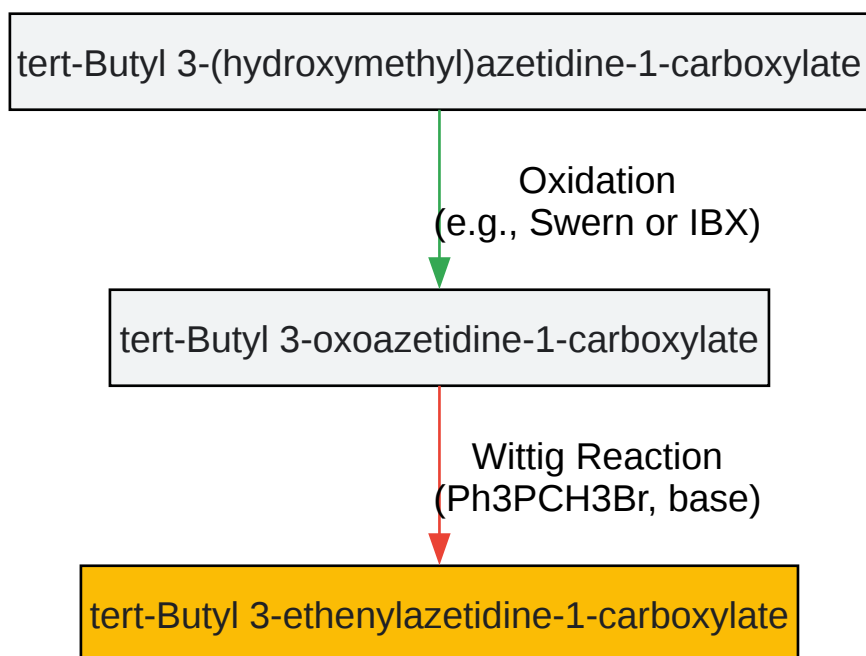 tert-Butyl 3-(hydroxymethyl)azetidine-1-carboxylate
Oxidation
(e.g., Swern or IBX)
tert-Butyl 3-oxoazetidine-1-carboxylate
Wittig Reaction
(Ph3PCH3Br, base)
tert-Butyl 3-ethenylazetidine-1-carboxylate